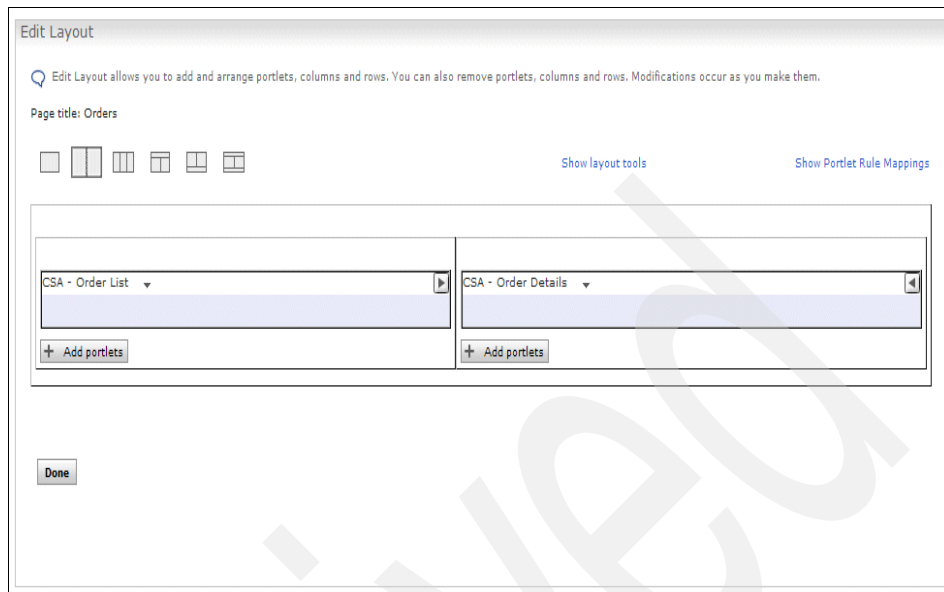 Edit Layout
Edit Layout allows you to add and arrange portlets, columns and rows. You can also remove portlets, columns and rows. Modifications occur as you make them.
Page title: Orders
Show layout tools Show Portlet Rule Mappings
CSA - Order List CSA - Order Details
+ Add portlets + Add portlets
Done
ived